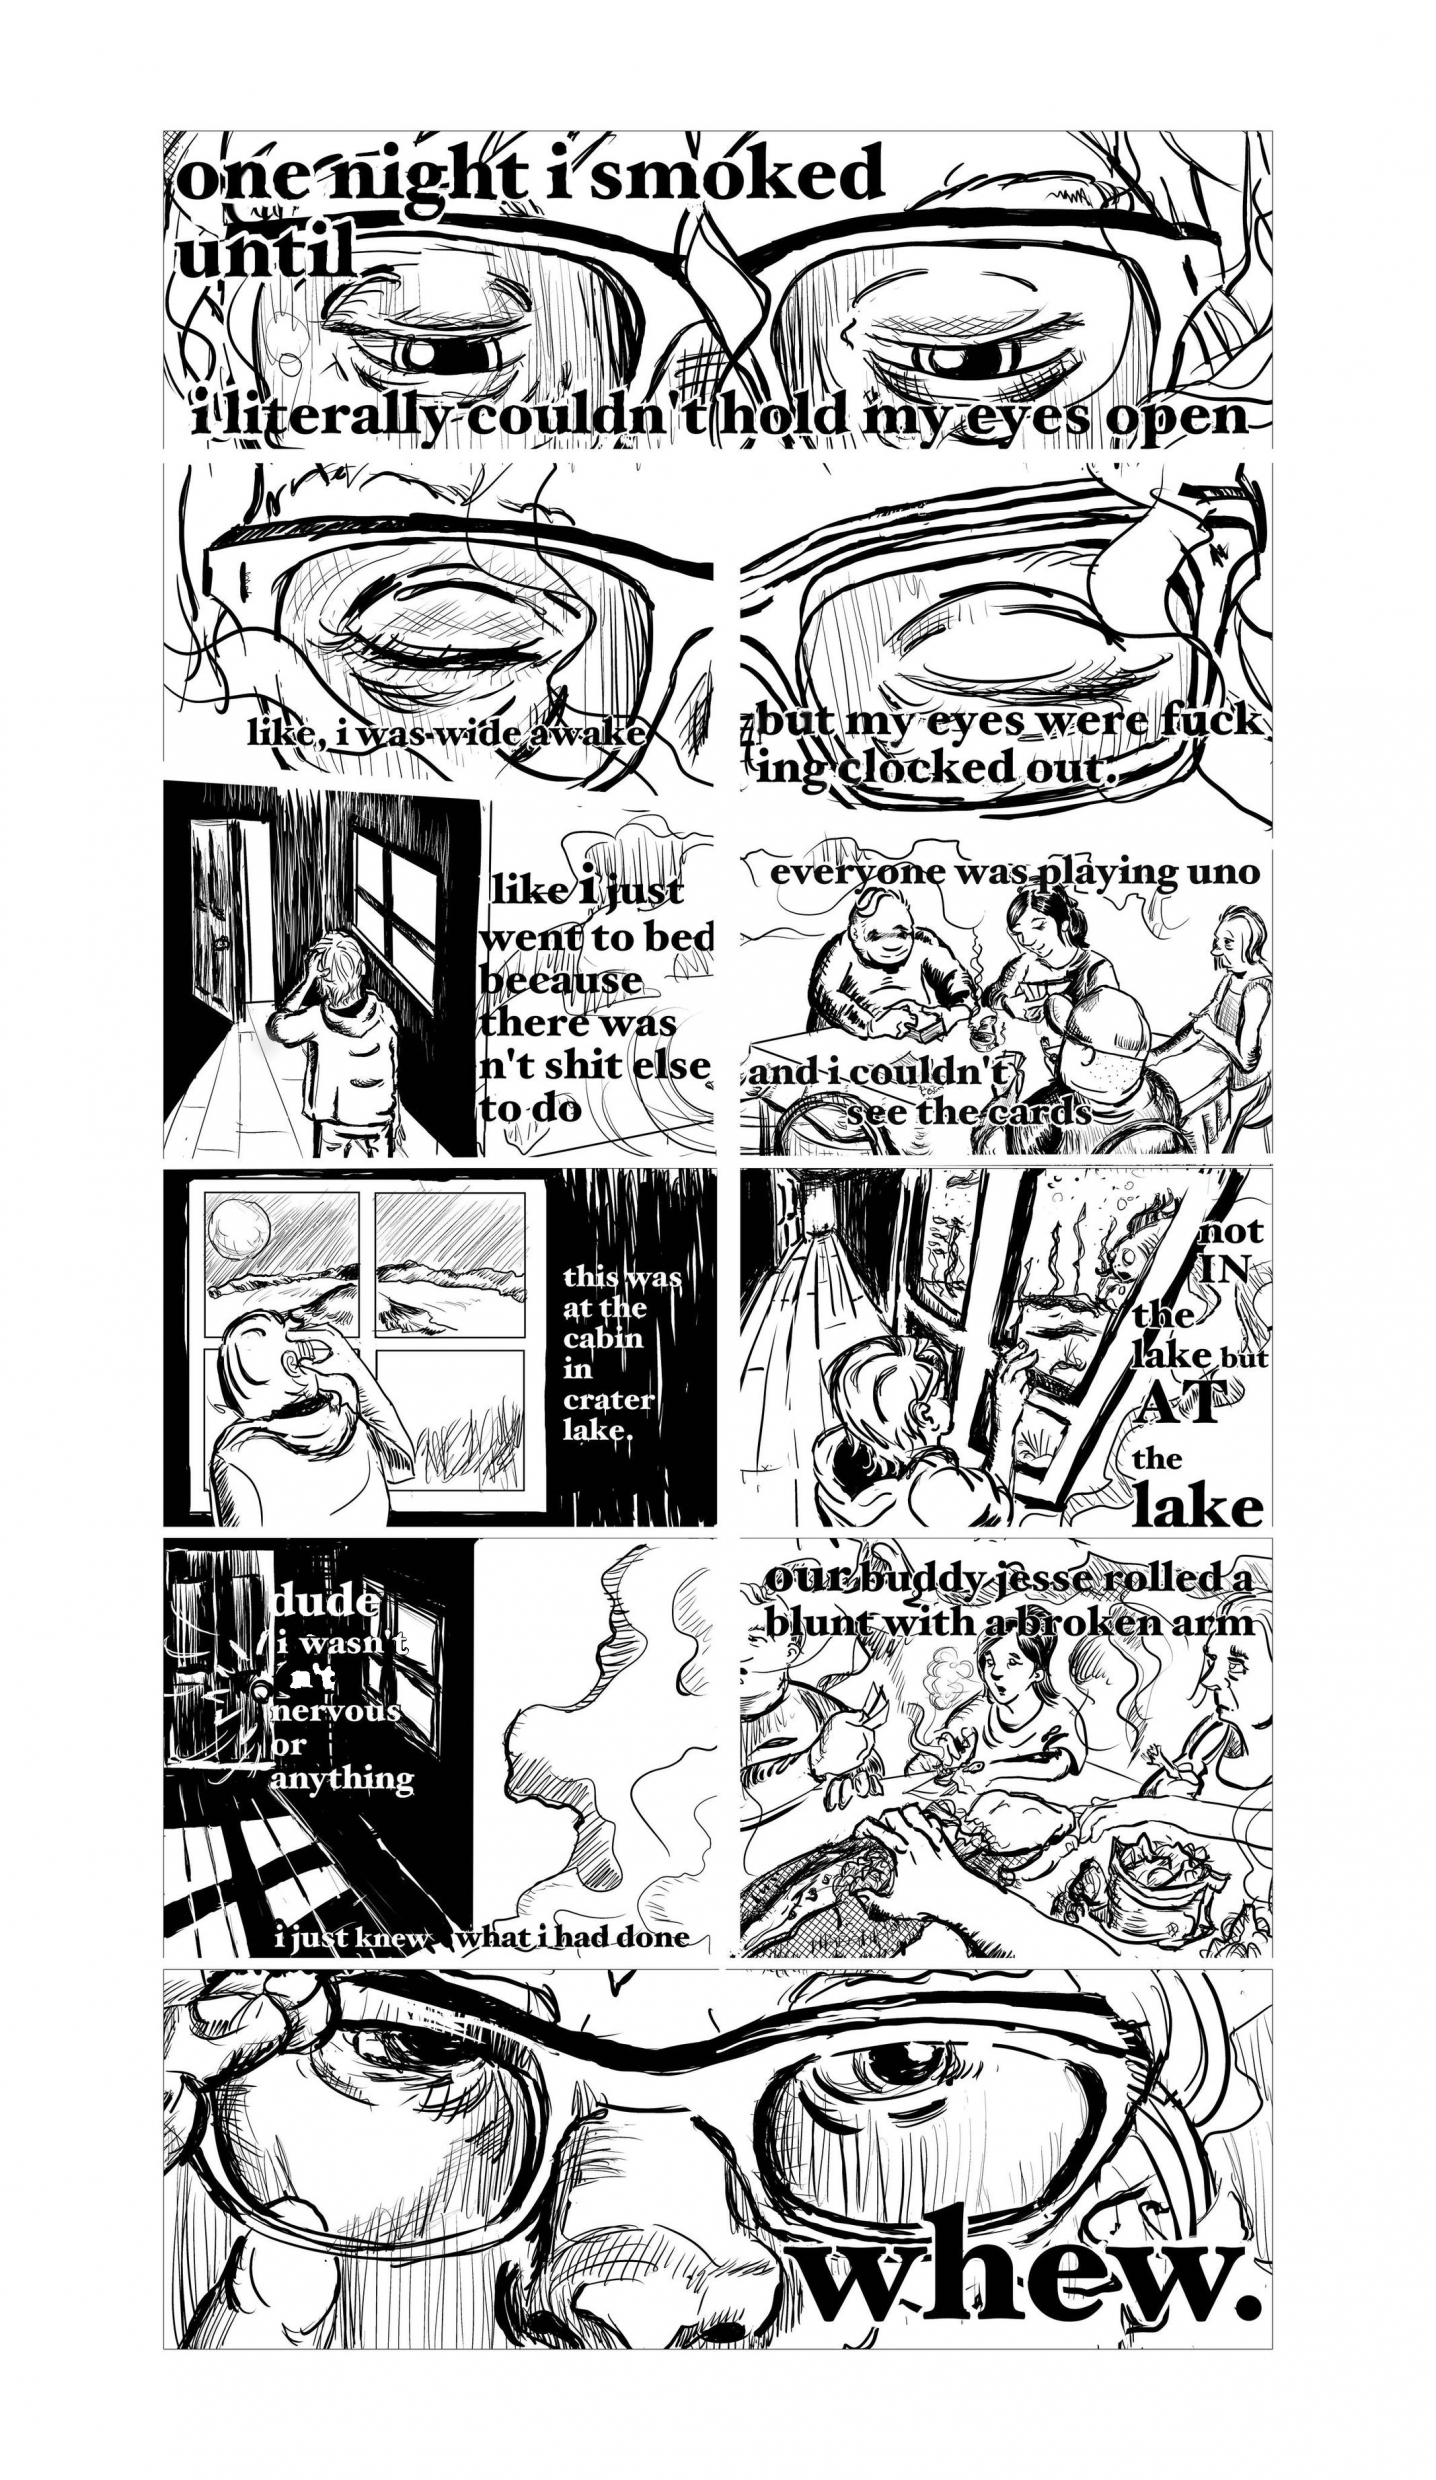 one night i smoked
until
i literally couldn't hold my eyes open
like, i was wide awake
but my eyes were fuck
ing clocked out.
like i just
went to bed
because
there was
n't shit else
to do
everyone was playing uno
and i couldn't
see the cards
this was
at the
cabin
in
crater
lake.
not
IN
the
lake but
AT
the
lake
dude
i wasn't
at
nervous
or
anything
i just knew what i had done
our buddy jesse rolled a
blunt with a broken arm
whew.